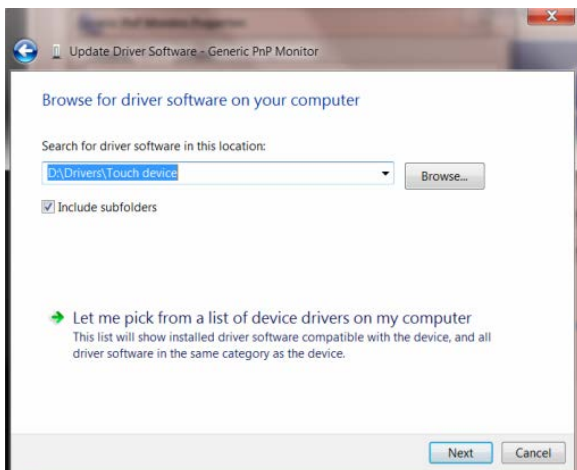 Update Driver Software - Generic PnP Monitor
Browse for driver software on your computer
Search for driver software in this location:
D:\Drivers\Touch device
Browse...
Include subfolders
Let me pick from a list of device drivers on my computer
This list will show installed driver software compatible with the device, and all
driver software in the same category as the device.
Next Cancel